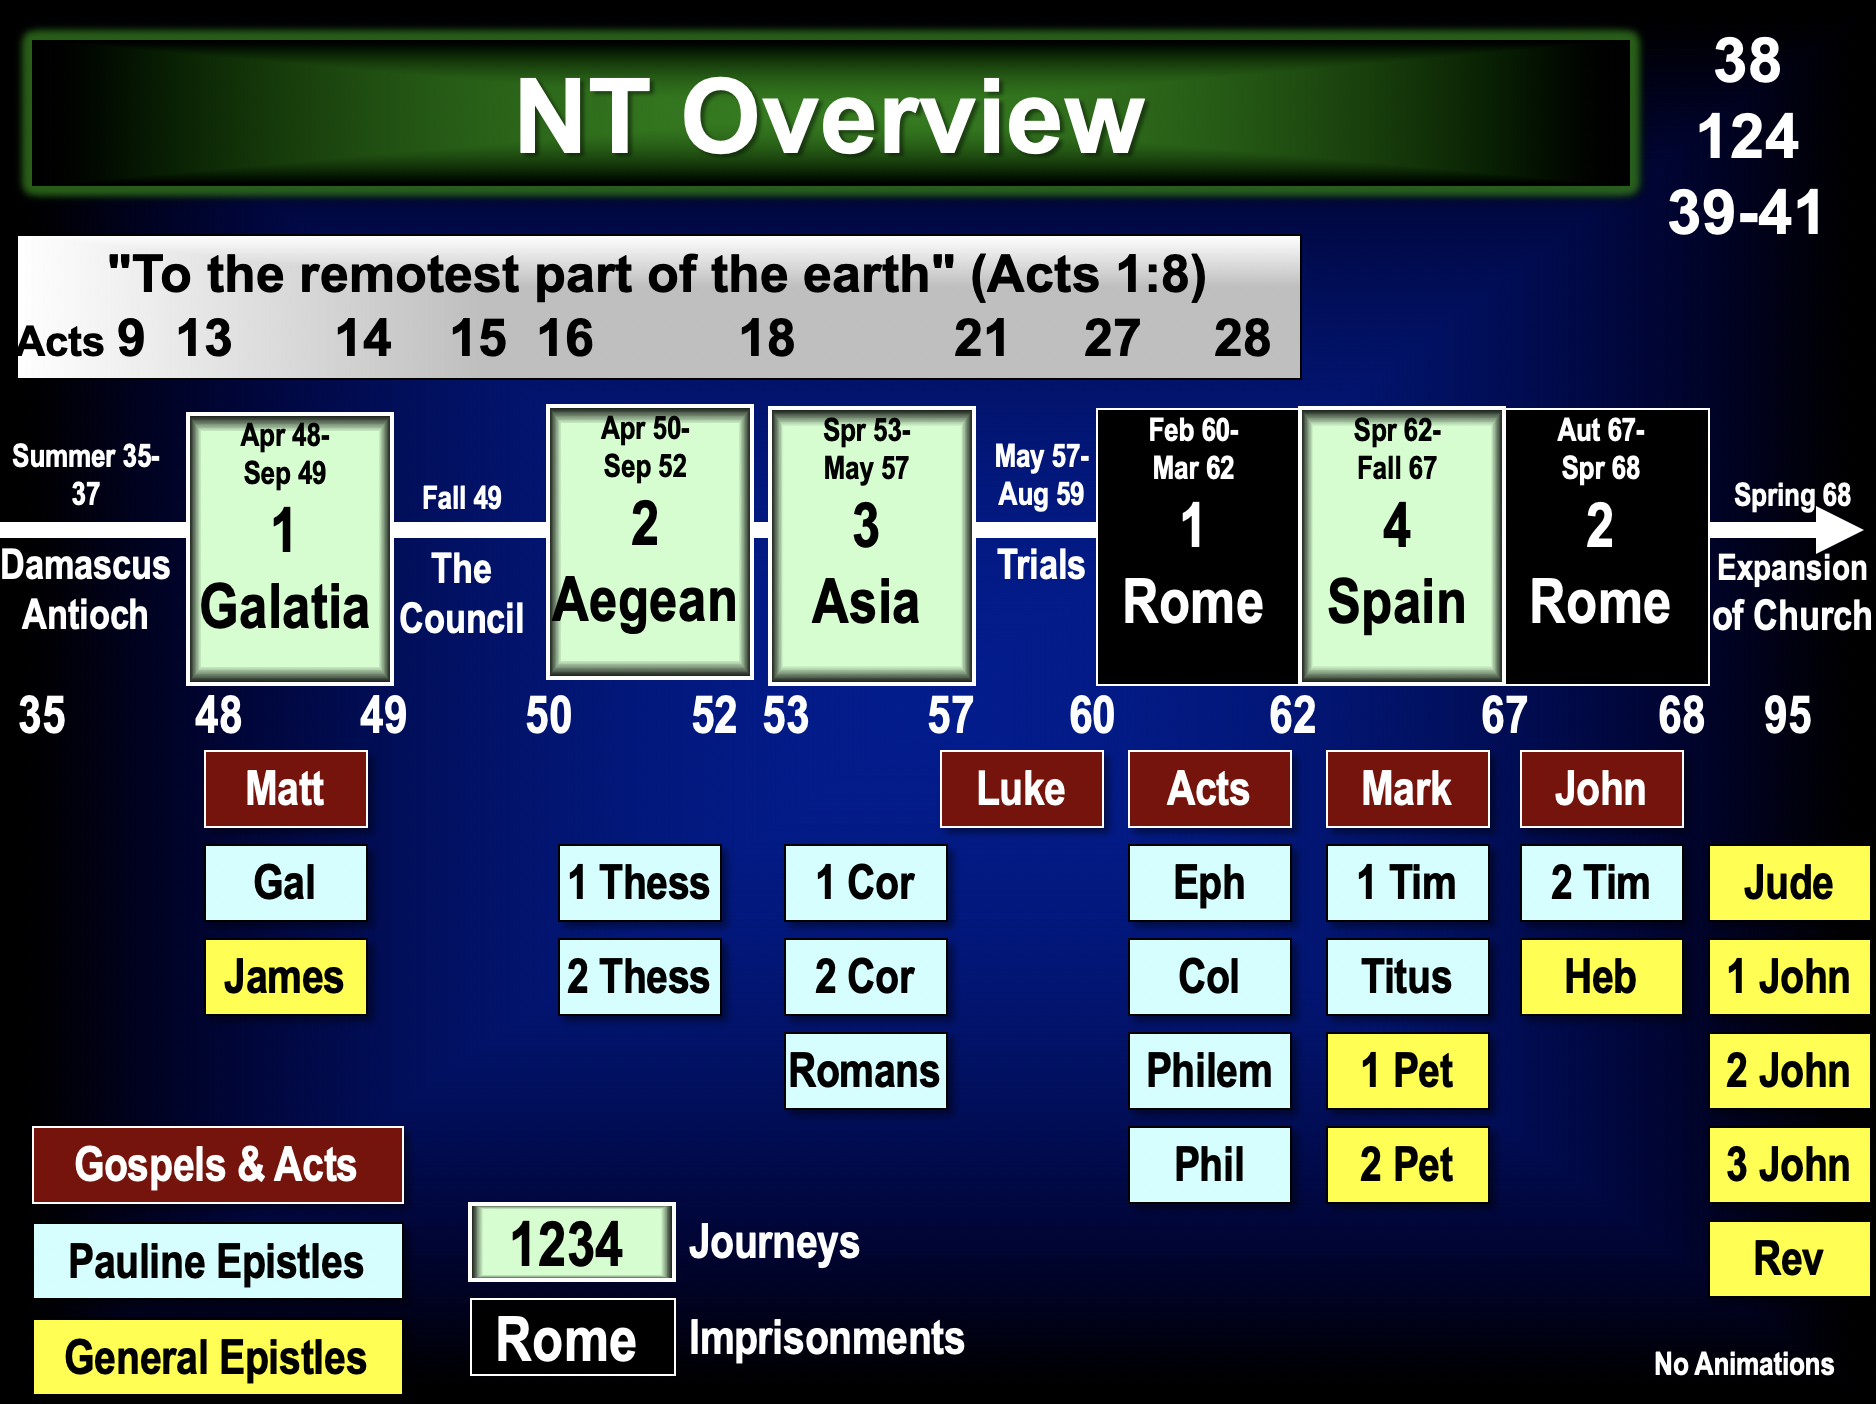 NT Overview
38
124
39-41
"To the remotest part of the earth" (Acts 1:8)
Acts 9 13 14 15 16 18 21 27 28
Summer 35-
37
Damascus
Antioch
Apr 48-
Sep 49
1
Galatia
Fall 49
The
Council
Apr 50-
Sep 52
2
Aegean
Spr 53-
May 57
3
Asia
May 57-
Aug 59
Trials
Feb 60-
Mar 62
1
Rome
Spr 62-
Fall 67
4
Spain
Aut 67-
Spr 68
2
Rome
Spring 68
Expansion
of Church
35 48 49 50 52 53 57 60 62 67 68 95
Matt
Luke
Acts
Mark
John
Gal
1 Thess
1 Cor
Eph
1 Tim
2 Tim
Jude
James
2 Thess
2 Cor
Col
Titus
Heb
1 John
Romans
Philem
1 Pet
2 John
Phil
2 Pet
3 John
Rev
Gospels & Acts
Pauline Epistles
General Epistles
1234
Journeys
Rome
Imprisonments
No Animations